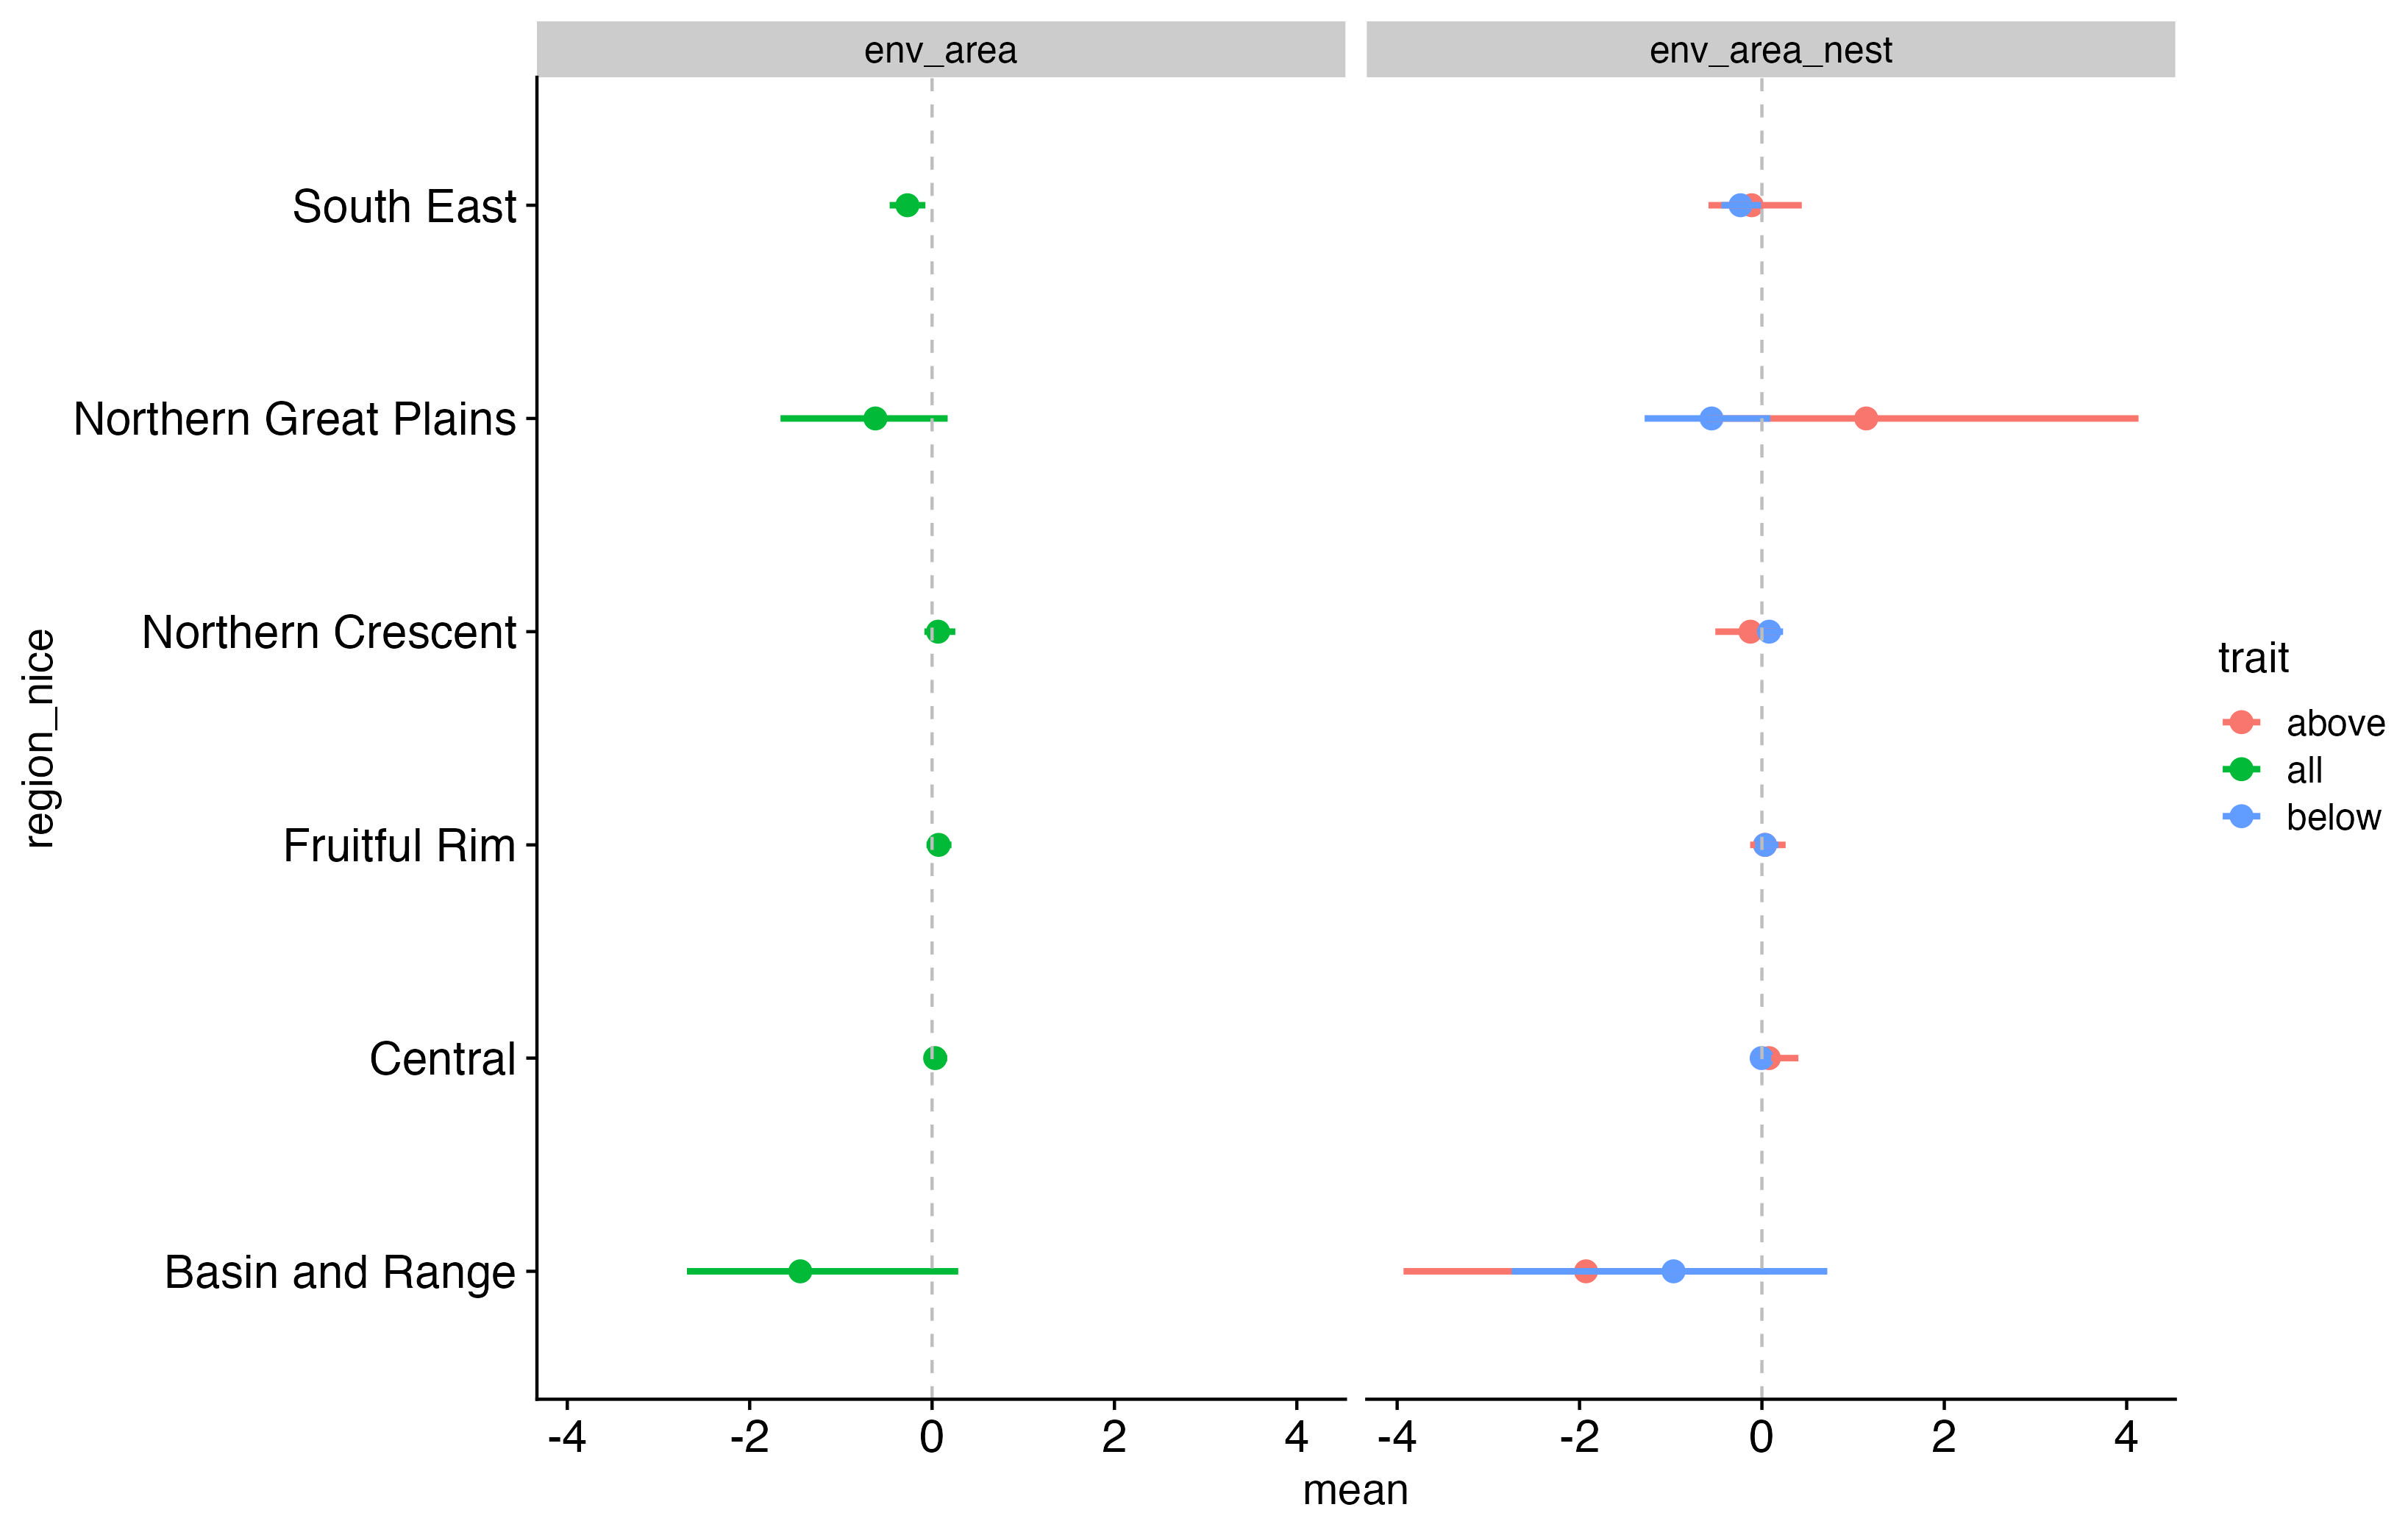 env_area
env_area_nest
South East
Northern Great Plains
Northern Crescent
Fruitful Rim
Central
Basin and Range
region_nice
-4 -2 0 2 4
-4 -2 0 2 4
mean
trait
above
all
below